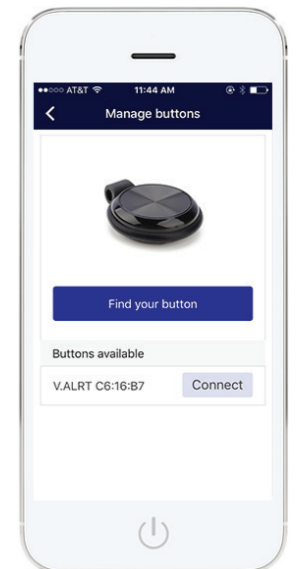 AT&T 11:44 AM
Manage buttons
Find your button
Buttons available
V.ALRT C6:16:B7 Connect